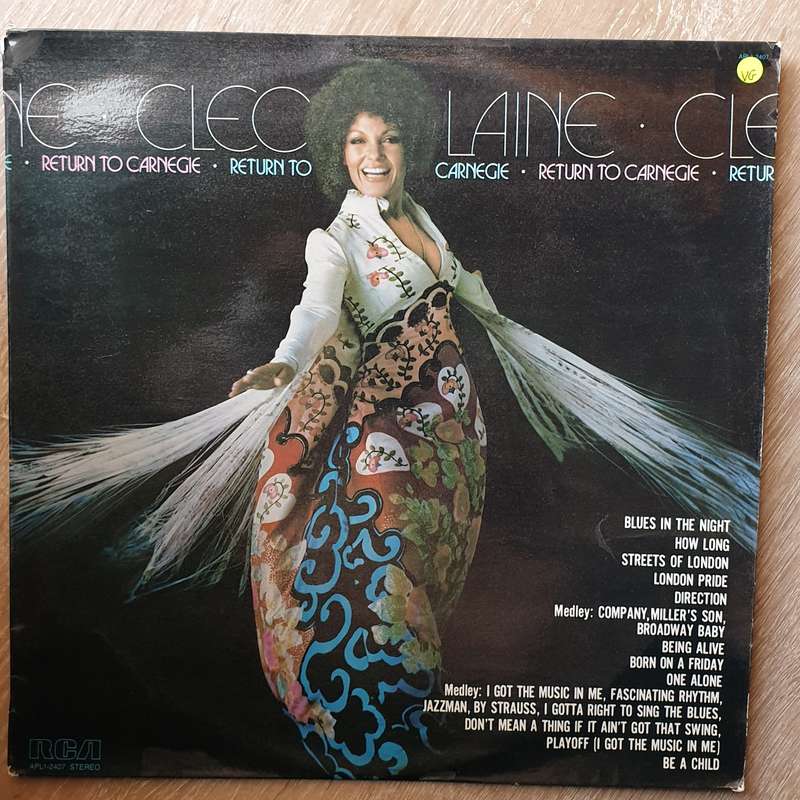 APL1-2407
VG
NE · CLEO LAINE · CLE
E · RETURN TO CARNEGIE · RETURN TO CARNEGIE · RETURN TO CARNEGIE · RETUR
BLUES IN THE NIGHT
HOW LONG
STREETS OF LONDON
LONDON PRIDE
DIRECTION
Medley: COMPANY, MILLER'S SON,
BROADWAY BABY
BEING ALIVE
BORN ON A FRIDAY
ONE ALONE
Medley: I GOT THE MUSIC IN ME, FASCINATING RHYTHM,
JAZZMAN, BY STRAUSS, I GOTTA RIGHT TO SING THE BLUES,
DON'T MEAN A THING IF IT AIN'T GOT THAT SWING,
PLAYOFF (I GOT THE MUSIC IN ME)
BE A CHILD
RCA
APL1-2407 STEREO